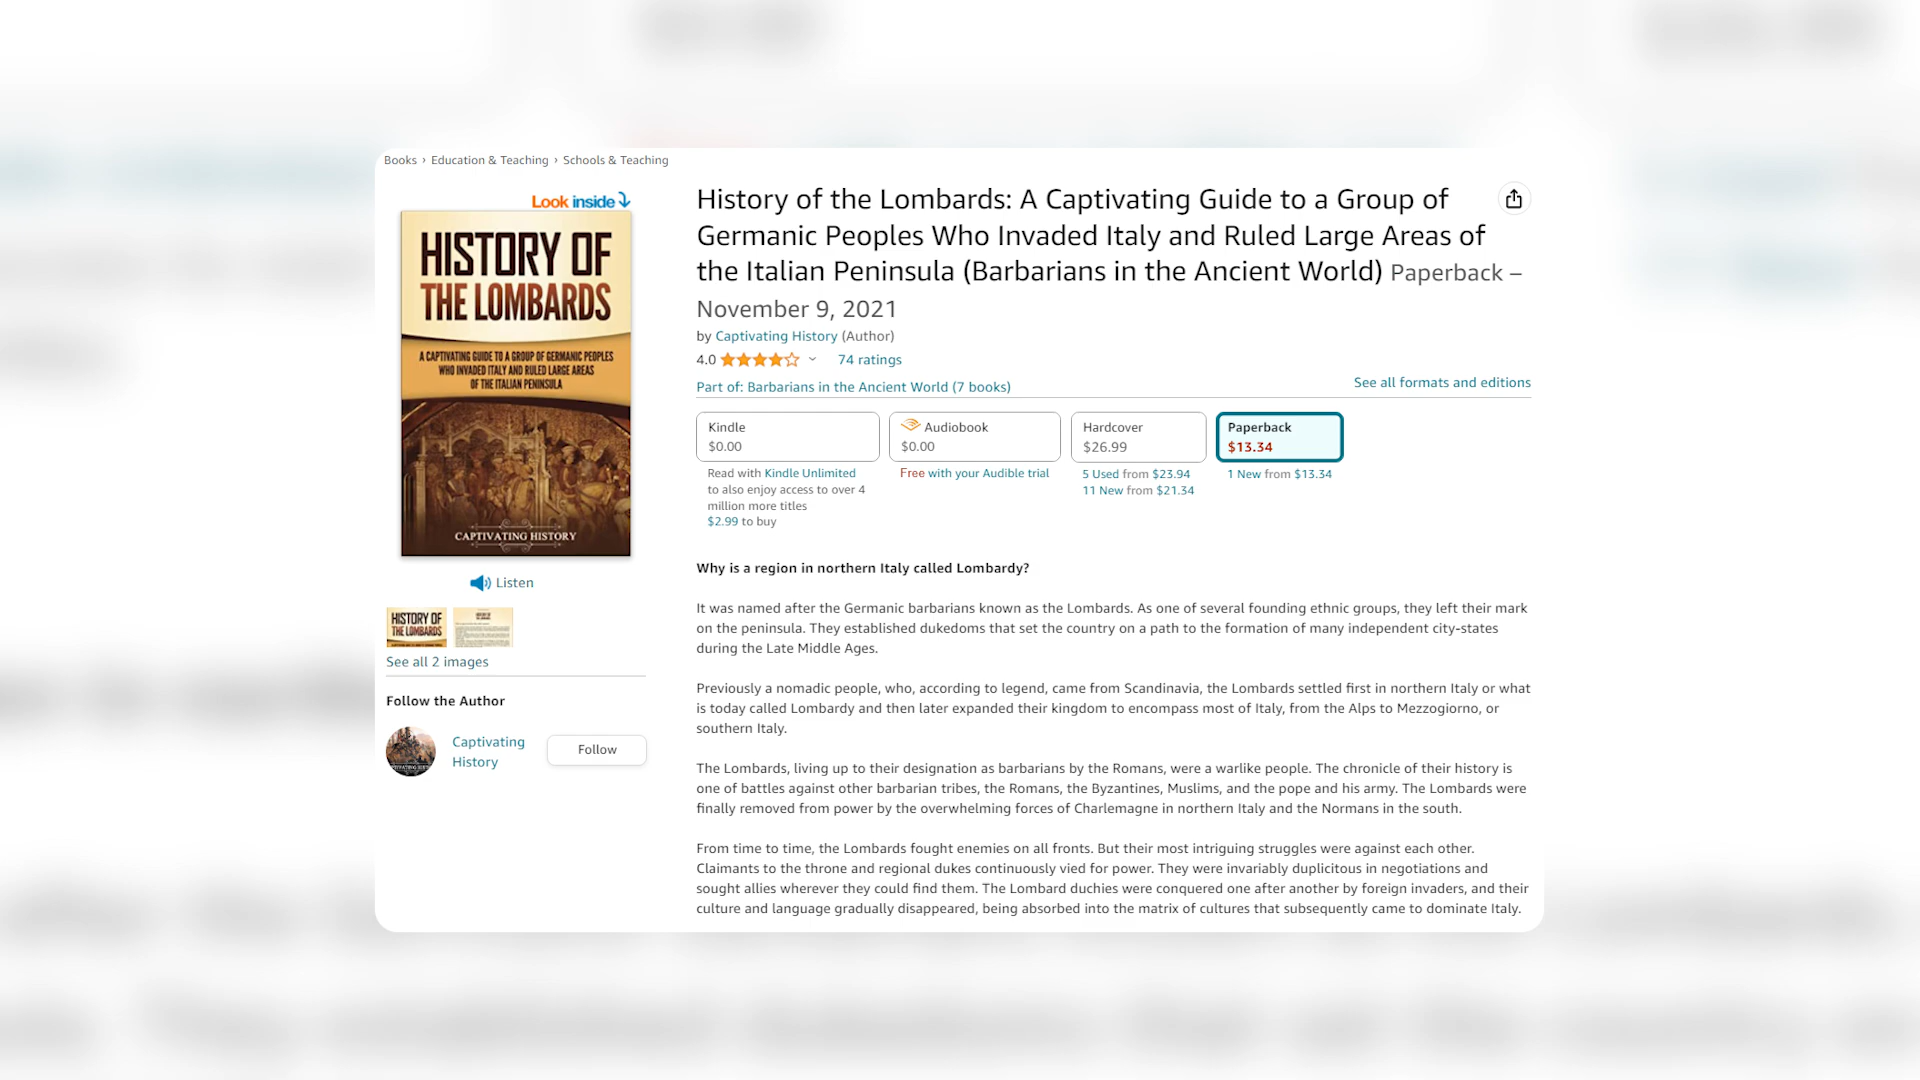 Books › Education & Teaching › Schools & Teaching
Look inside
HISTORY OF
THE LOMBARDS
A CAPTIVATING GUIDE TO A GROUP OF GERMANIC PEOPLES
WHO INVADED ITALY AND RULED LARGE AREAS
OF THE ITALIAN PENINSULA
CAPTIVATING HISTORY
Listen
HISTORY OF
THE LOMBARDS
See all 2 images
Follow the Author
Captivating
History
Follow
History of the Lombards: A Captivating Guide to a Group of
Germanic Peoples Who Invaded Italy and Ruled Large Areas of
the Italian Peninsula (Barbarians in the Ancient World) Paperback –
November 9, 2021
by Captivating History (Author)
4.0 74 ratings
Part of: Barbarians in the Ancient World (7 books)
See all formats and editions
Kindle
$0.00
Read with Kindle Unlimited
to also enjoy access to over 4
million more titles
$2.99 to buy
Audiobook
$0.00
Free with your Audible trial
Hardcover
$26.99
5 Used from $23.94
11 New from $21.34
Paperback
$13.34
1 New from $13.34
Why is a region in northern Italy called Lombardy?
It was named after the Germanic barbarians known as the Lombards. As one of several founding ethnic groups, they left their mark
on the peninsula. They established dukedoms that set the country on a path to the formation of many independent city-states
during the Late Middle Ages.
Previously a nomadic people, who, according to legend, came from Scandinavia, the Lombards settled first in northern Italy or what
is today called Lombardy and then later expanded their kingdom to encompass most of Italy, from the Alps to Mezzogiorno, or
southern Italy.
The Lombards, living up to their designation as barbarians by the Romans, were a warlike people. The chronicle of their history is
one of battles against other barbarian tribes, the Romans, the Byzantines, Muslims, and the pope and his army. The Lombards were
finally removed from power by the overwhelming forces of Charlemagne in northern Italy and the Normans in the south.
From time to time, the Lombards fought enemies on all fronts. But their most intriguing struggles were against each other.
Claimants to the throne and regional dukes continuously vied for power. They were invariably duplicitous in negotiations and
sought allies wherever they could find them. The Lombard duchies were conquered one after another by foreign invaders, and their
culture and language gradually disappeared, being absorbed into the matrix of cultures that subsequently came to dominate Italy.